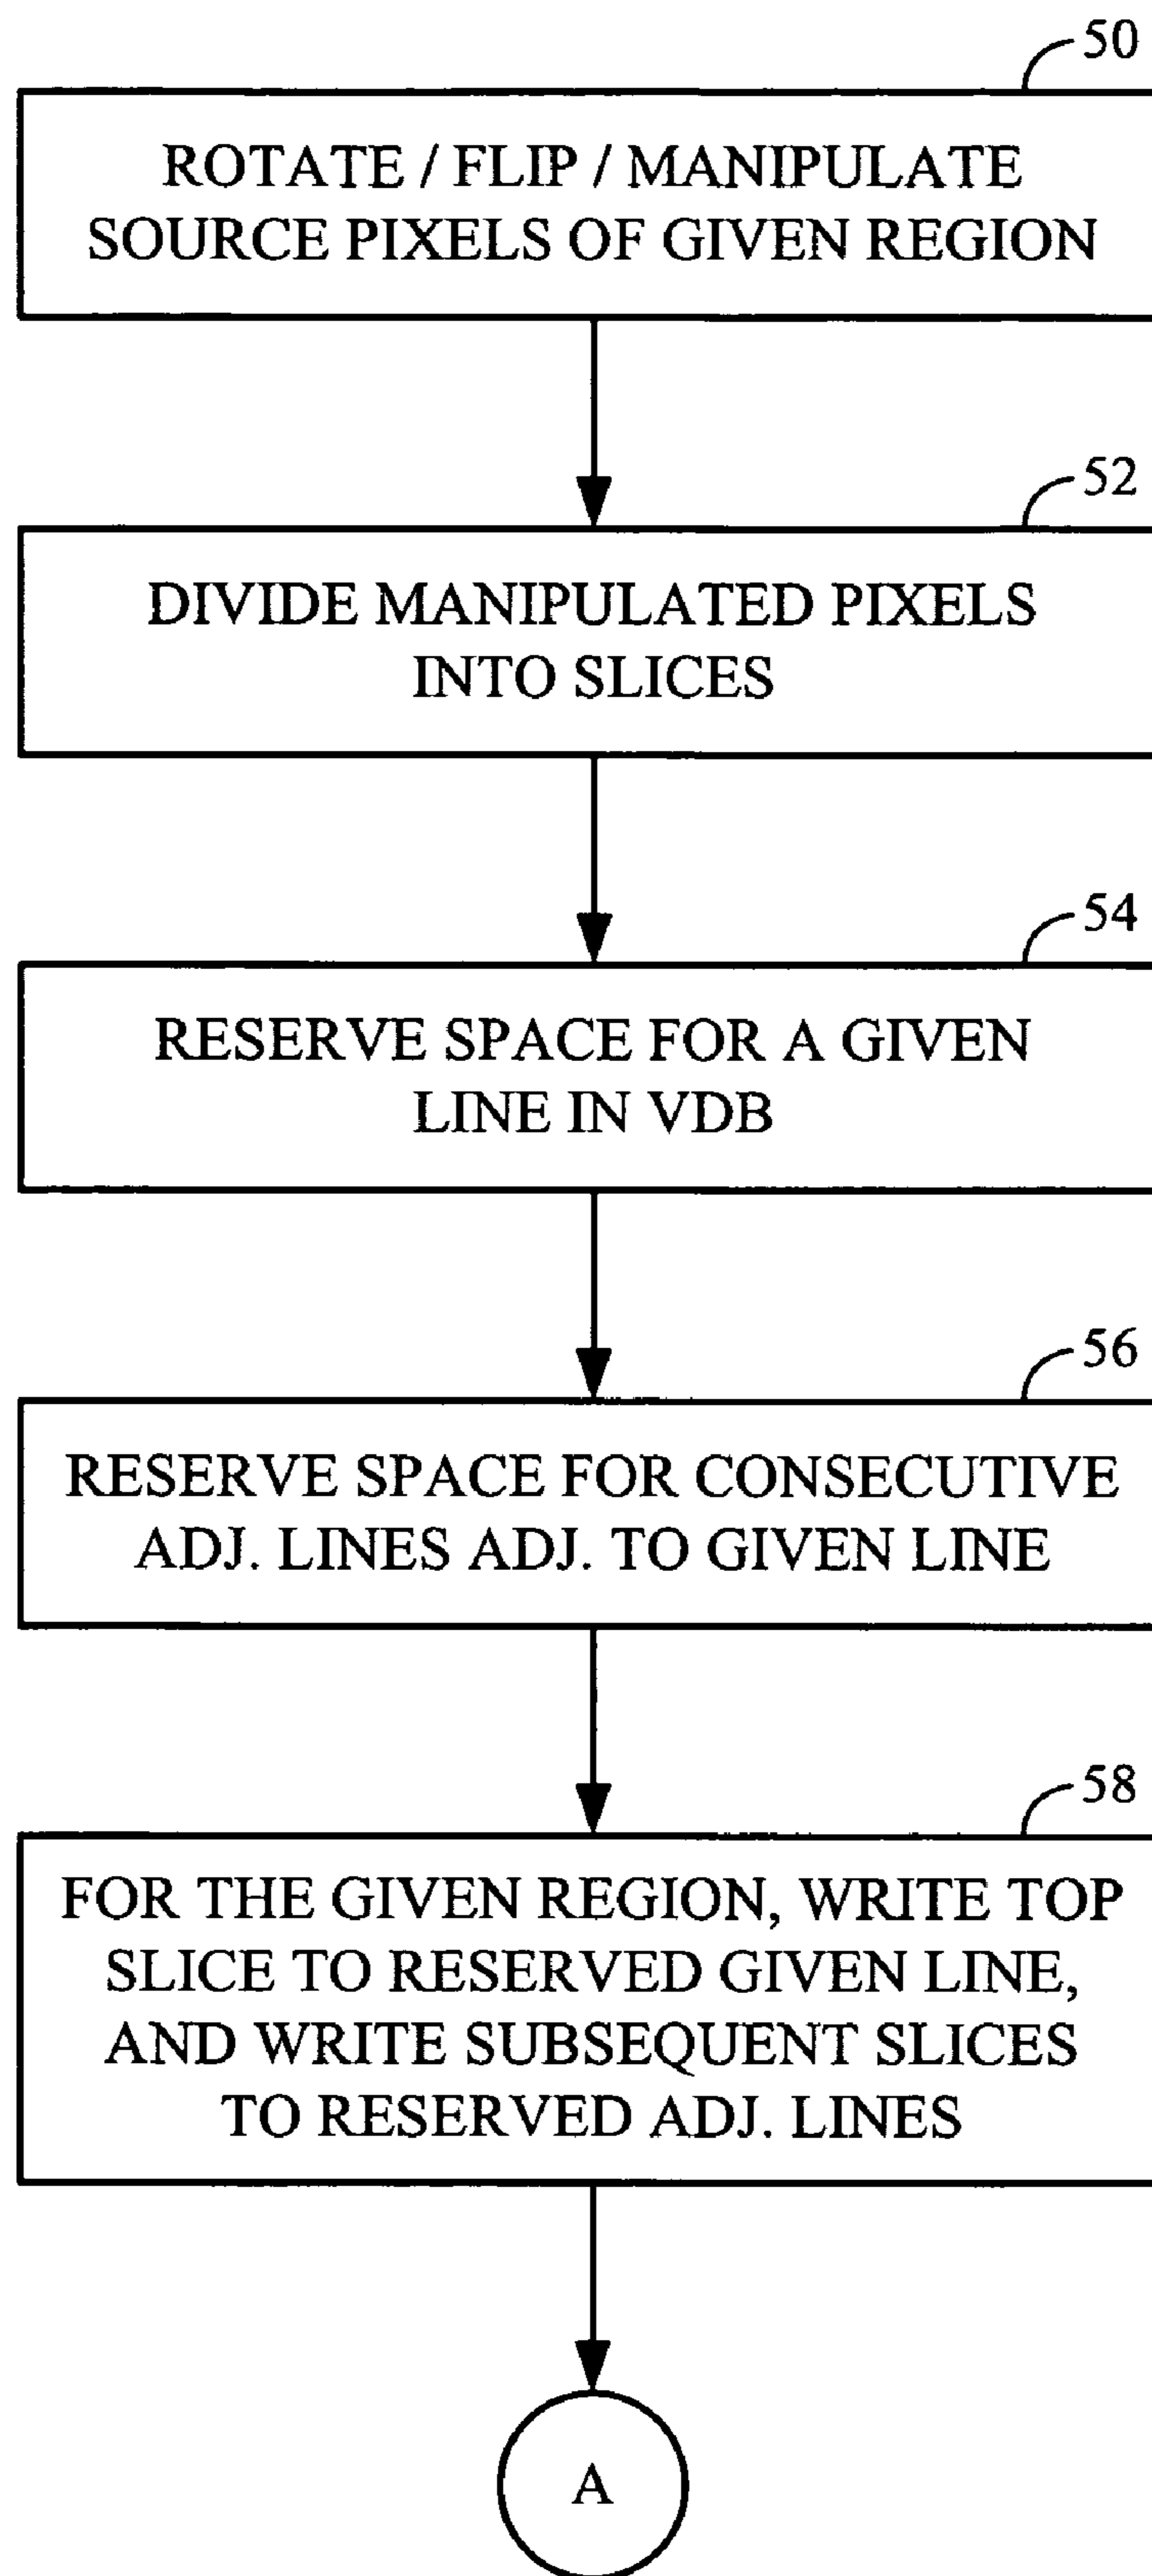 50
ROTATE / FLIP / MANIPULATE
SOURCE PIXELS OF GIVEN REGION
52
DIVIDE MANIPULATED PIXELS
INTO SLICES
54
RESERVE SPACE FOR A GIVEN
LINE IN VDB
56
RESERVE SPACE FOR CONSECUTIVE
ADJ. LINES ADJ. TO GIVEN LINE
58
FOR THE GIVEN REGION, WRITE TOP
SLICE TO RESERVED GIVEN LINE,
AND WRITE SUBSEQUENT SLICES
TO RESERVED ADJ. LINES
A